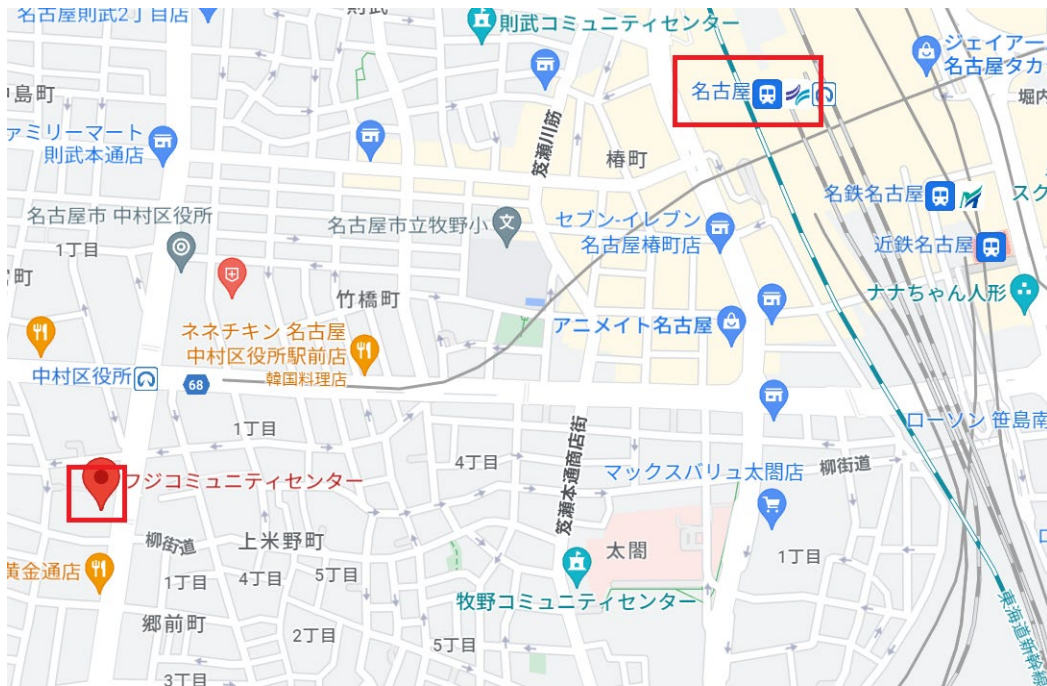 名古屋則武2丁目店
則武コミュニティセンター
ジェイアー
名古屋タカ
名古屋
堀内
中島町
ァミリーマート
則武本通店
笈瀬川筋
椿町
名鉄名古屋
スク
名古屋市 中村区役所
名古屋市立牧野小
文
セブン-イレブン
名古屋椿町店
近鉄名古屋
1丁目
町
竹橋町
ナナちゃん人形
ネネチキン 名古屋
中村区役所駅前店
韓国料理店
アニメイト名古屋
中村区役所
68
1丁目
ローソン 笹島南
フジコミュニティセンター
4丁目
笈瀬本通商店街
マックスバリュ太閤店
柳街道
柳街道
上米野町
太閤
1丁目
黄金通店
1丁目
4丁目
5丁目
牧野コミュニティセンター
東海道新幹線
郷前町
2丁目
5丁目
3丁目